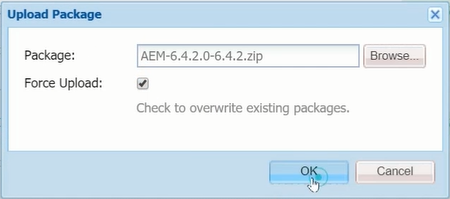 Upload Package
Package: AEM-6.4.2.0-6.4.2.zip Browse...
Force Upload:
Check to overwrite existing packages.
OK Cancel